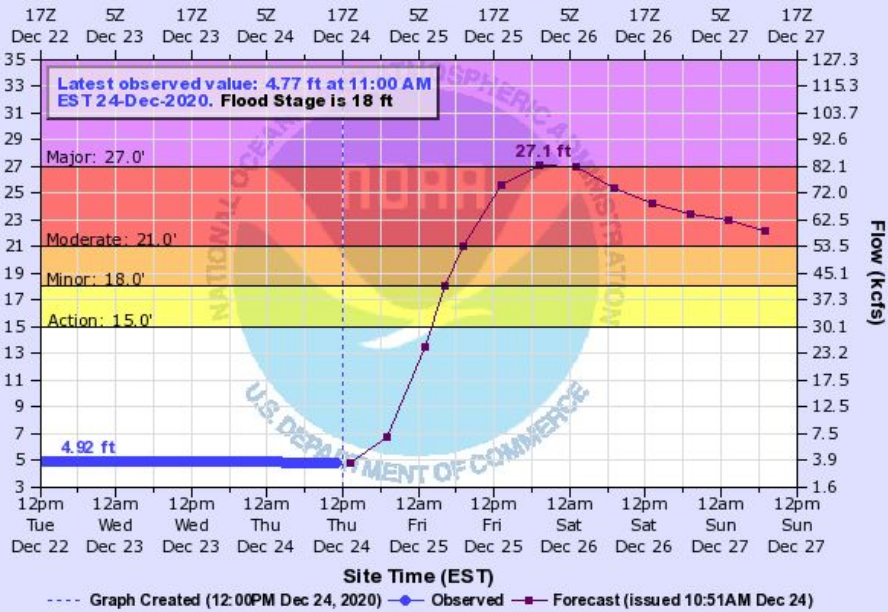 17Z 5Z 17Z 5Z 17Z 5Z 17Z 5Z 17Z 5Z 17Z
Dec 22 Dec 23 Dec 23 Dec 24 Dec 24 Dec 25 Dec 25 Dec 26 Dec 26 Dec 27 Dec 27
35 127.3
Latest observed value: 4.77 ft at 11:00 AM
EST 24-Dec-2020. Flood Stage is 18 ft
33 115.3
31 103.7
29 92.6
27.1 ft
Major: 27.0'
27 82.1
25 72.0
23 62.5
Moderate: 21.0'
21 53.5
19 45.1
Minor: 18.0'
17 37.3
Action: 15.0'
15 30.1
13 23.2
11 17.5
9 12.5
7 7.5
4.92 ft
5 3.9
3 1.6
Flow (kcfs)
NATIONAL OCEANIC AND ATMOSPHERIC ADMINISTRATION
NOAA
U.S. DEPARTMENT OF COMMERCE
12pm 12am 12pm 12am 12pm 12am 12pm 12am 12pm 12am 12pm
Tue Wed Wed Thu Thu Fri Fri Sat Sat Sun Sun
Dec 22 Dec 23 Dec 23 Dec 24 Dec 24 Dec 25 Dec 25 Dec 26 Dec 26 Dec 27 Dec 27
Site Time (EST)
Graph Created (12:00PM Dec 24, 2020) Observed Forecast (issued 10:51AM Dec 24)